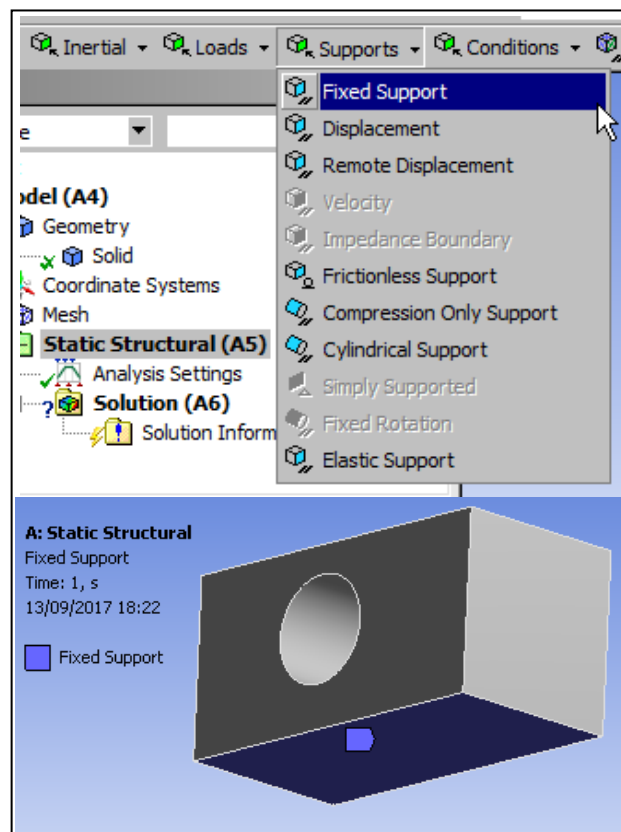 Inertial Loads Supports Conditions
Fixed Support
Displacement
Remote Displacement
Velocity
Impedance Boundary
Frictionless Support
Compression Only Support
Cylindrical Support
Simply Supported
Fixed Rotation
Elastic Support
e
odel (A4)
Geometry
Solid
Coordinate Systems
Mesh
Static Structural (A5)
Analysis Settings
Solution (A6)
Solution Inform
A: Static Structural
Fixed Support
Time: 1, s
13/09/2017 18:22
Fixed Support